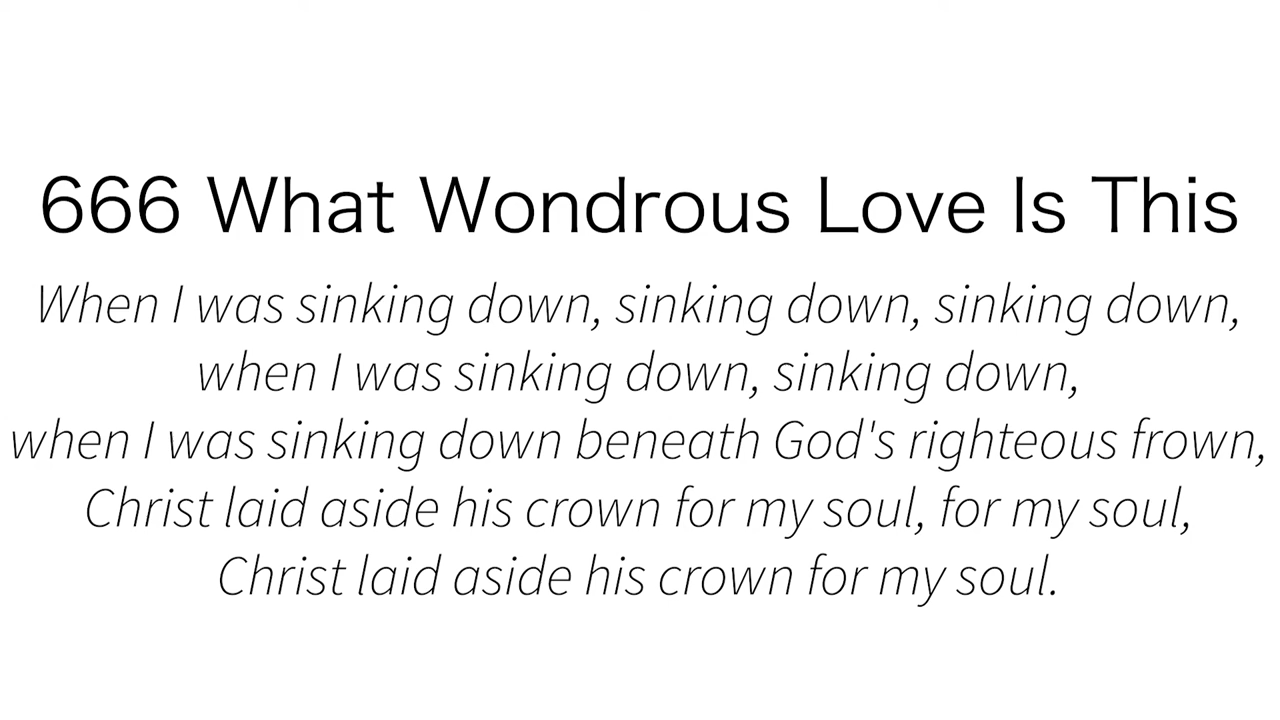 666 What Wondrous Love Is This
When I was sinking down, sinking down, sinking down,
when I was sinking down, sinking down,
when I was sinking down beneath God's righteous frown,
Christ laid aside his crown for my soul, for my soul,
Christ laid aside his crown for my soul.